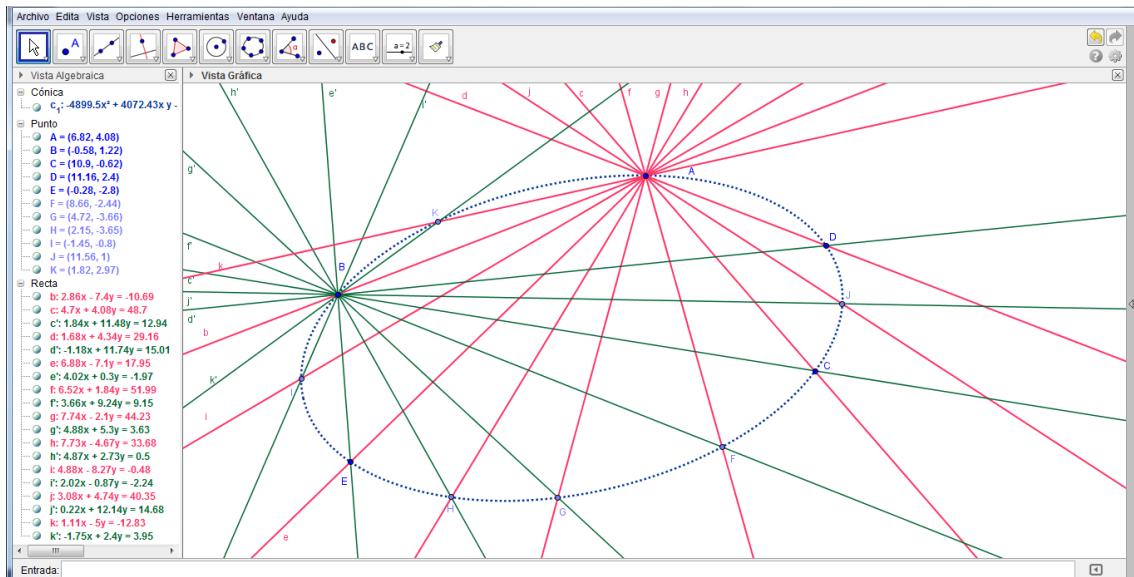 Archivo Edita Vista Opciones Herramientas Ventana Ayuda
A
ABC
a=2
α
Vista Algebraica
Vista Gráfica
Cónica
c₁: -4899.5x² + 4072.43x y -
Punto
A = (6.82, 4.08)
B = (-0.58, 1.22)
C = (10.9, -0.62)
D = (11.16, 2.4)
E = (-0.28, -2.8)
F = (8.66, -2.44)
G = (4.72, -3.66)
H = (2.15, -3.65)
I = (-1.45, -0.8)
J = (11.56, 1)
K = (1.82, 2.97)
Recta
b: 2.86x - 7.4y = -10.69
c: 4.7x + 4.08y = 48.7
c': 1.84x + 11.48y = 12.94
d: 1.68x + 4.34y = 29.16
d': -1.18x + 11.74y = 15.01
e: 6.88x - 7.1y = 17.95
e': 4.02x + 0.3y = -1.97
f: 6.52x + 1.84y = 51.99
f': 3.66x + 9.24y = 9.15
g: 7.74x - 2.1y = 44.23
g': 4.88x + 5.3y = 3.63
h: 7.73x - 4.67y = 33.68
h': 4.87x + 2.73y = 0.5
i: 4.88x - 8.27y = -0.48
i': 2.02x - 0.87y = -2.24
j: 3.08x + 4.74y = 40.35
j': 0.22x + 12.14y = 14.68
k: 1.11x - 5y = -12.83
k': -1.75x + 2.4y = 3.95
h'
e'
i'
d
j
c
f
g
h
g'
A
K
f'
D
k
B
c'
j'
J
d'
b
C
k'
I
i
F
E
H
G
e
Entrada: